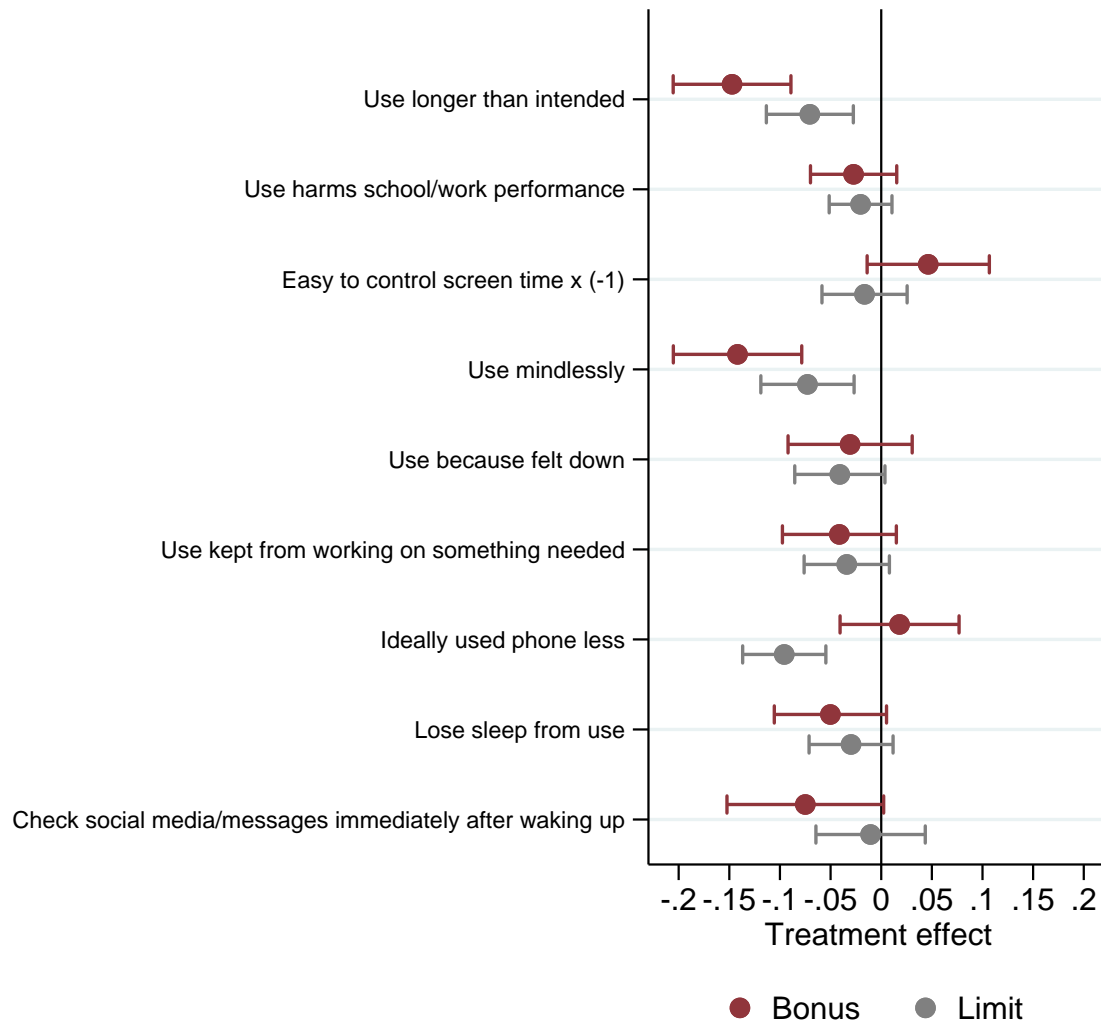 Use longer than intended
Use harms school/work performance
Easy to control screen time x (-1)
Use mindlessly
Use because felt down
Use kept from working on something needed
Ideally used phone less
Lose sleep from use
Check social media/messages immediately after waking up
-.2 -.15 -.1 -.05 0 .05 .1 .15 .2
Treatment effect
Bonus Limit